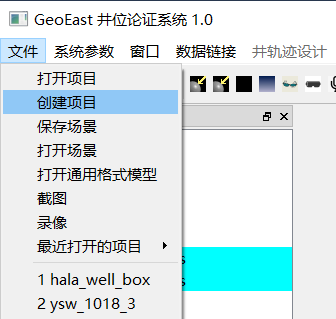 GeoEast 井位论证系统 1.0
文件 系统参数 窗口 数据链接 井轨迹设计
打开项目
创建项目
保存场景
打开场景
打开通用格式模型
截图
录像
最近打开的项目
s
s
1 hala_well_box
2 ysw_1018_3